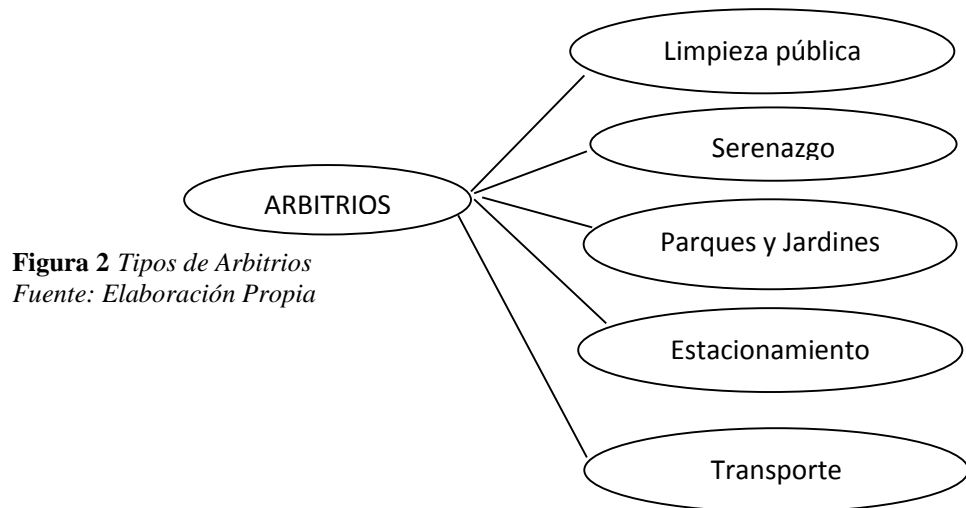 Limpieza pública
Serenazgo
ARBITRIOS
Parques y Jardines
Figura 2 Tipos de Arbitrios
Fuente: Elaboración Propia
Estacionamiento
Transporte